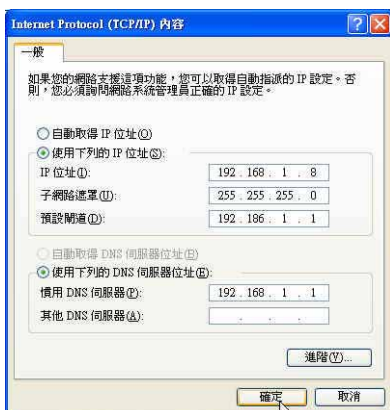 Internet Protocol (TCP/IP) 內容
一般
如果您的網路支援這項功能，您可以取得自動指派的 IP 設定。否
則，您必須詢問網路系統管理員正確的 IP 設定。
自動取得 IP 位址(O)
使用下列的 IP 位址(S):
IP 位址(I): 192 . 168 . 1 . 8
子網路遮罩(U): 255 . 255 . 255 . 0
預設閘道(D): 192 . 186 . 1 . 1
自動取得 DNS 伺服器位址(B)
使用下列的 DNS 伺服器位址(E):
慣用 DNS 伺服器(P): 192 . 168 . 1 . 1
其他 DNS 伺服器(A): . . .
進階(V)...
確定 取消